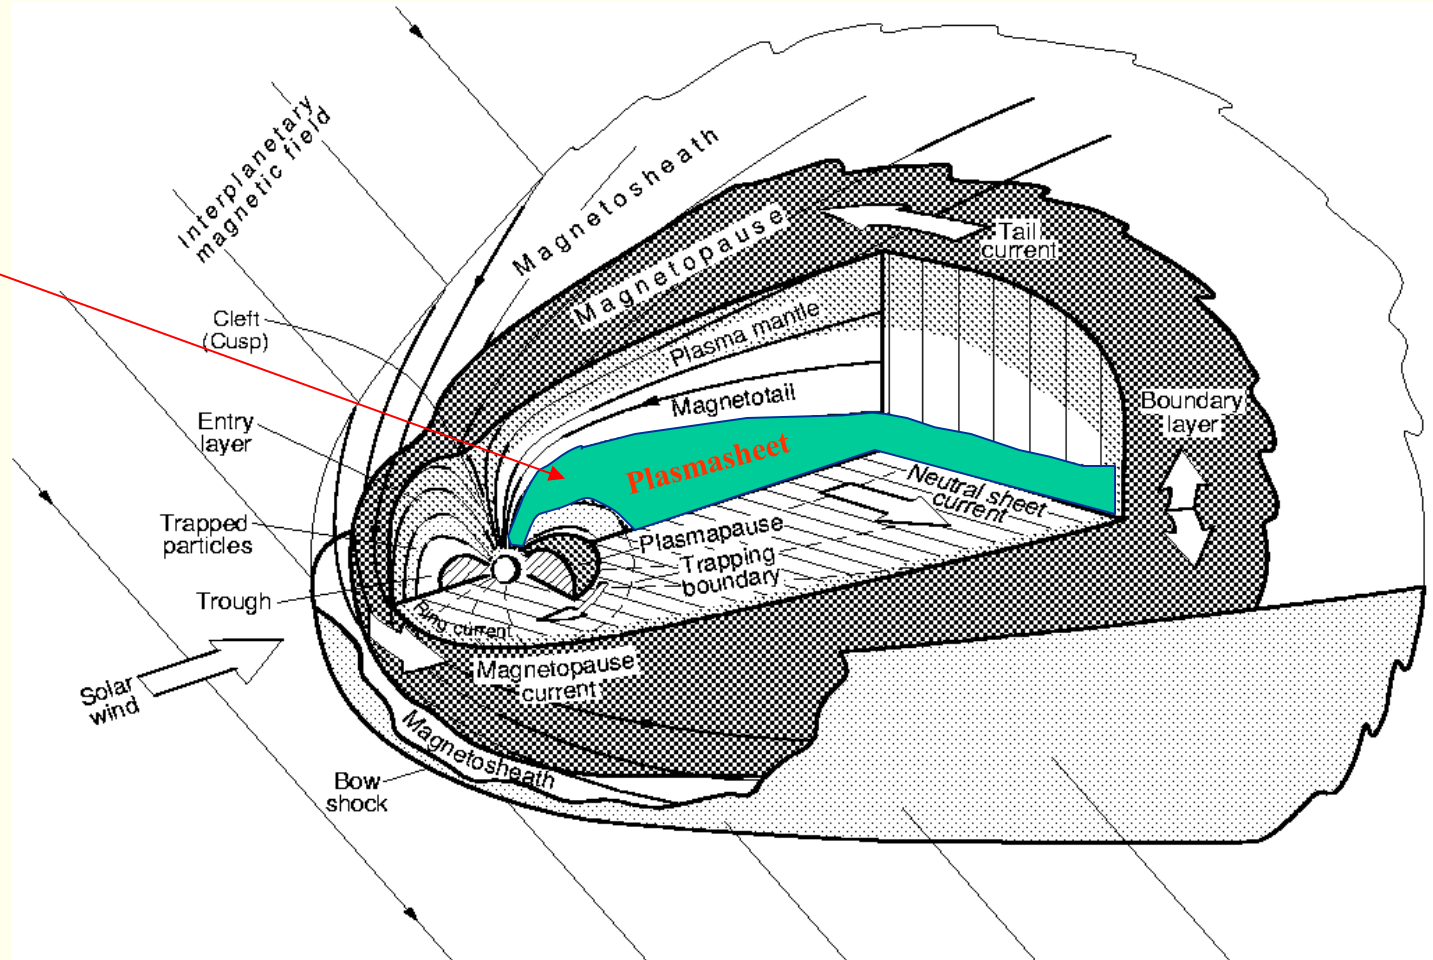 Interplanetary
magnetic field
Magnetosheath
Magnetopause
Tail
current
Cleft
(Cusp)
Plasma mantle
Magnetotail
Entry
layer
Boundary
layer
Plasmasheet
Neutral sheet
current
Trapped
particles
Plasmapause
Trapping
boundary
Trough
Ring current
Magnetopause
current
Solar
wind
Magnetosheath
Bow
shock